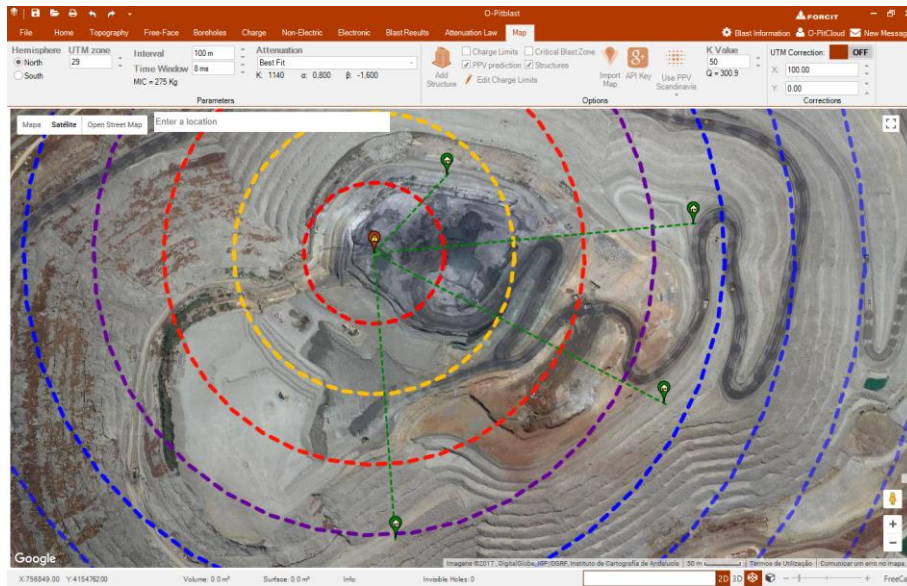 O-Pitblast
FORCIT
File Home Topography Free-Face Boreholes Charge Non-Electric Electronic Blast Results Attenuation Law Map
Blast Information O-PitCloud New Messag
Hemisphere UTM zone
North 29
South
Interval 100 m
Time Window 8 ms
MIC = 275 Kg
Attenuation
Best Fit
K: 1140 α: 0,800 β: -1,600
Parameters
Add Structure
Charge Limits Critical Blast Zone
PPV prediction Structures
Edit Charge Limits
Import Map
API Key
Use PPV Scandinavia
K Value
50
Q = 300.9
Options
UTM Correction: OFF
X: 100.00
Y: 0.00
Corrections
Mapa Satélite Open Street Map Enter a location
Google
Imagens ©2017, DigitalGlobe, IGP/DGRF, Instituto de Cartografía de Andalucía 50 m Termos de Utilização Comunicar um erro no mapa
X:756849.00 Y:4154762.00 Volume: 0.0 m³ Surface: 0.0 m² Info: Invisible Holes: 0 2D 3D FreeCa